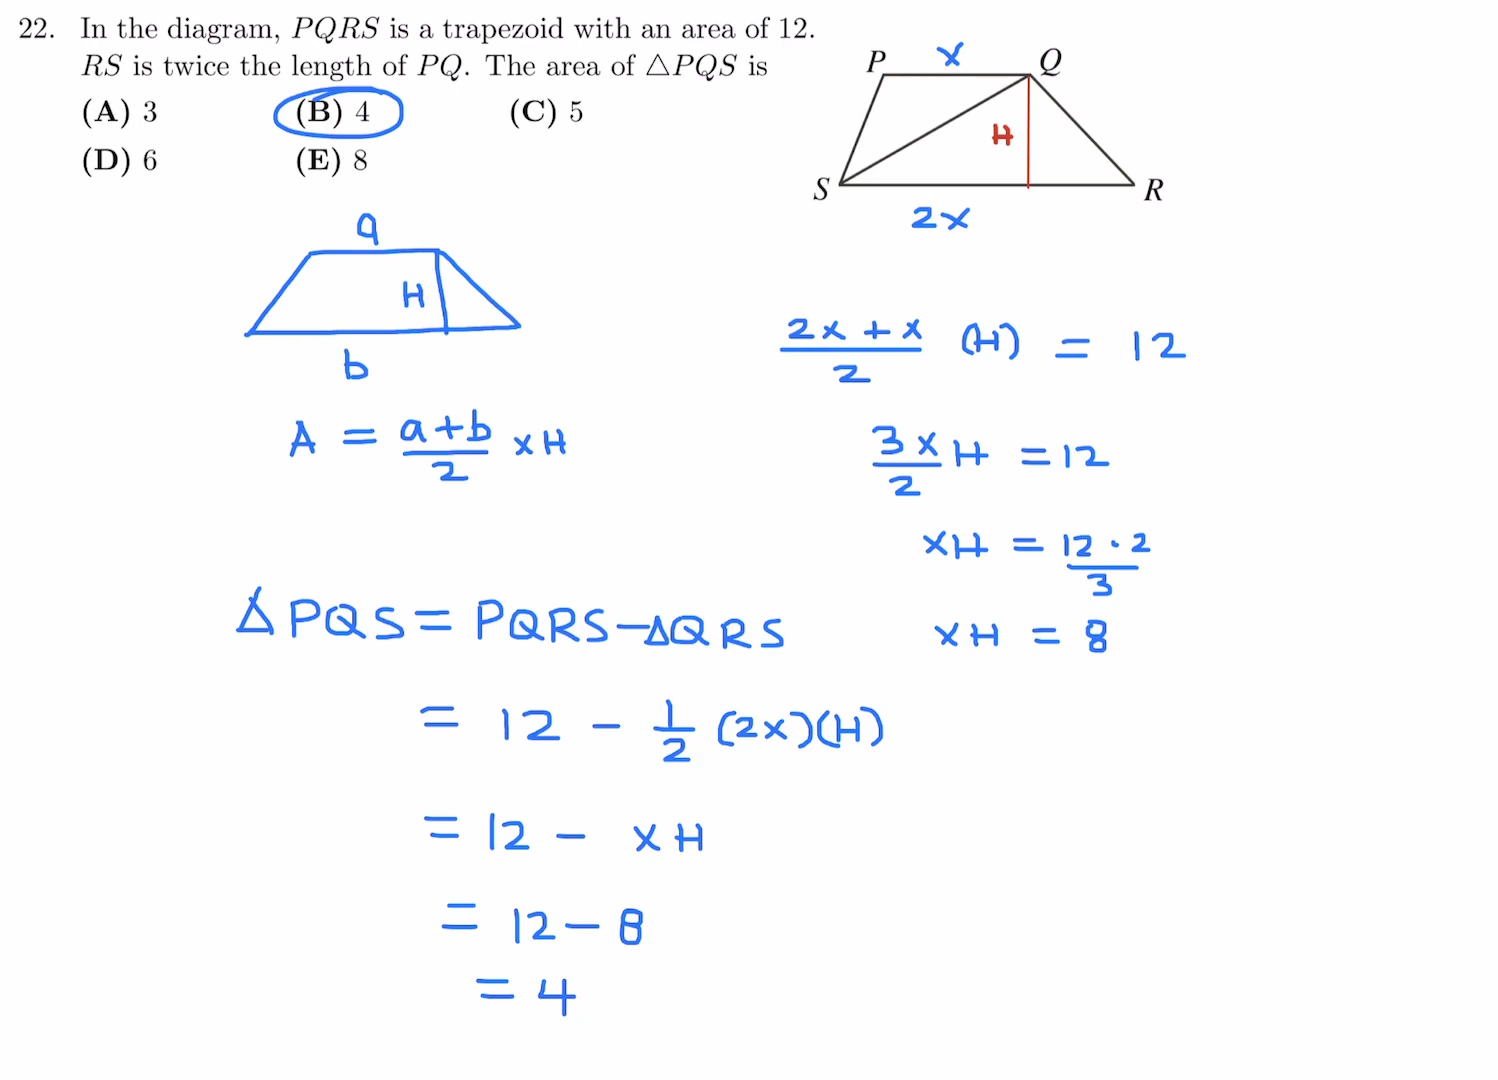 22. In the diagram, PQRS is a trapezoid with an area of 12.
RS is twice the length of PQ. The area of △PQS is
(A) 3 (B) 4 (C) 5
(D) 6 (E) 8
P x Q
H
S R
2x
a
H
b
A = a+b/2 × H
2x + x/2 (H) = 12
3x/2 H = 12
xH = 12 · 2/3
xH = 8
△PQS = PQRS − △QRS
= 12 − 1/2 (2x)(H)
= 12 − xH
= 12 − 8
= 4